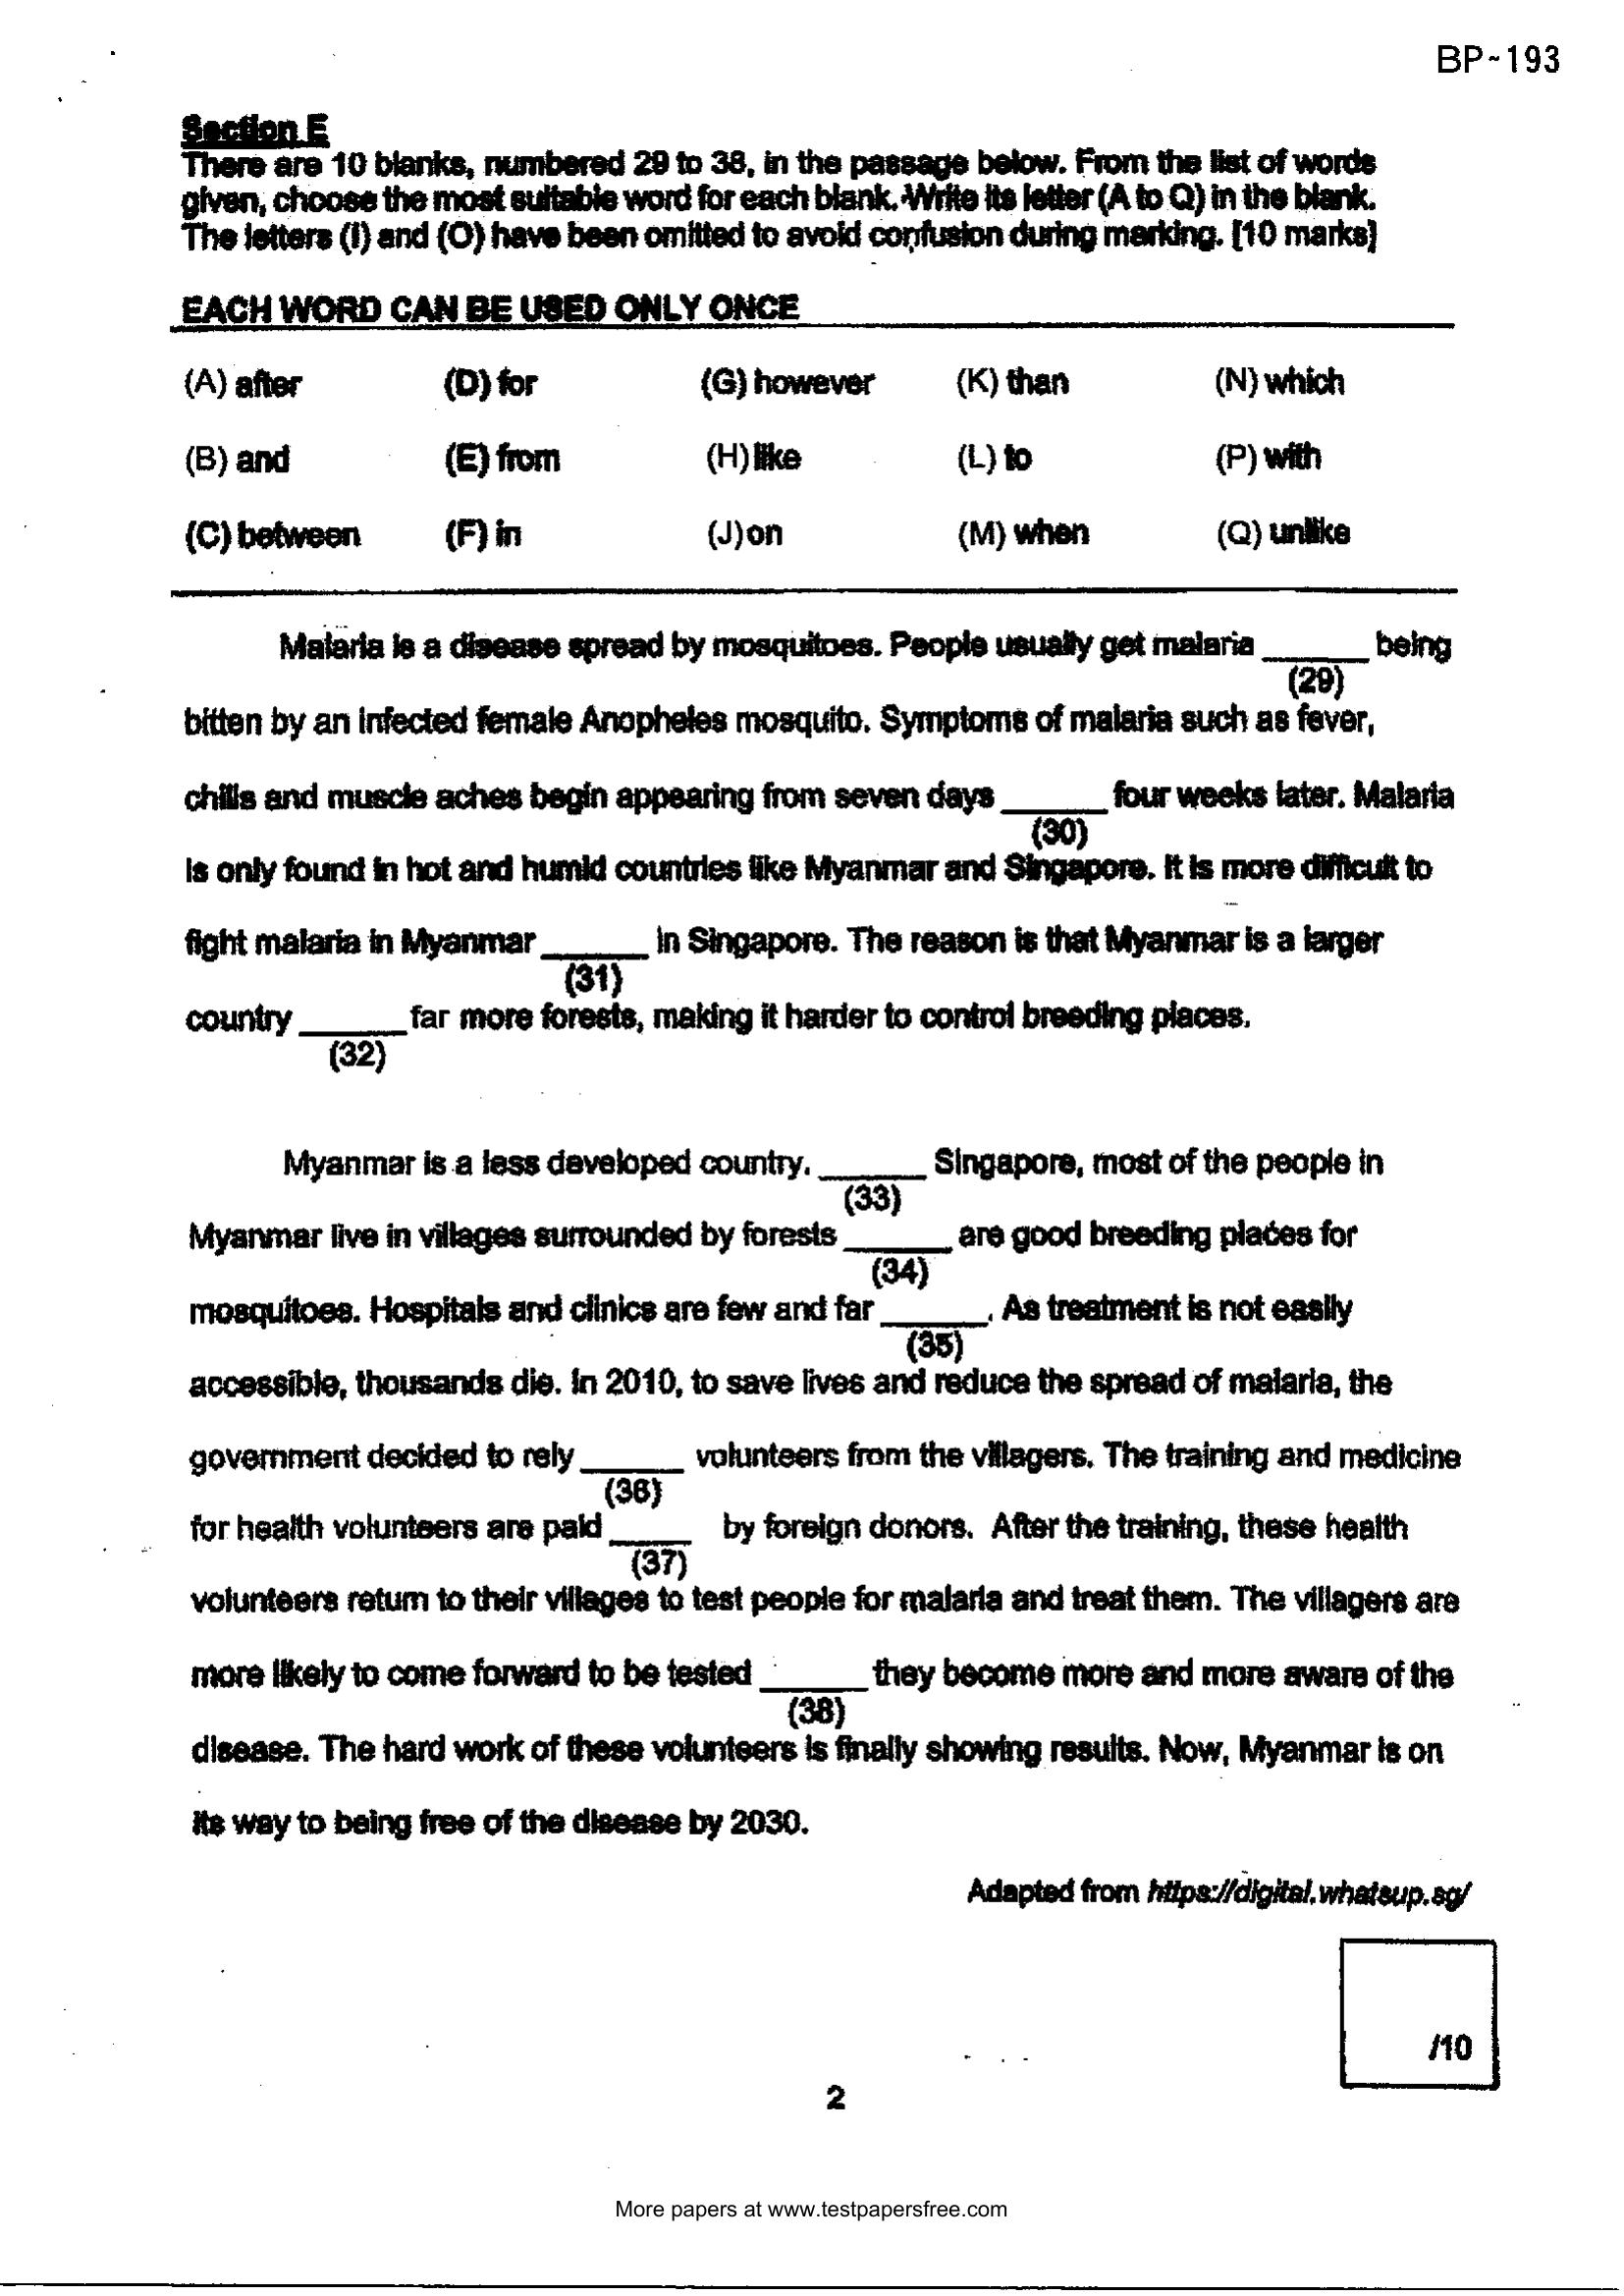 BP-193
Section E
There are 10 blanks, numbered 29 to 38, in the passage below. From the list of words
given, choose the most suitable word for each blank. Write its letter (A to Q) in the blank.
The letters (I) and (O) have been omitted to avoid confusion during marking. [10 marks]
EACH WORD CAN BE USED ONLY ONCE
(A) after (D) for (G) however (K) than (N) which
(B) and (E) from (H) like (L) to (P) with
(C) between (F) in (J) on (M) when (Q) unlike
Malaria is a disease spread by mosquitoes. People usually get malaria ______ being
(29)
bitten by an infected female Anopheles mosquito. Symptoms of malaria such as fever,
chills and muscle aches begin appearing from seven days ______ four weeks later. Malaria
(30)
is only found in hot and humid countries like Myanmar and Singapore. It is more difficult to
fight malaria in Myanmar ______ in Singapore. The reason is that Myanmar is a larger
(31)
country ______ far more forests, making it harder to control breeding places.
(32)
Myanmar is a less developed country. ______ Singapore, most of the people in
(33)
Myanmar live in villages surrounded by forests ______ are good breeding places for
(34)
mosquitoes. Hospitals and clinics are few and far ______. As treatment is not easily
(35)
accessible, thousands die. In 2010, to save lives and reduce the spread of malaria, the
government decided to rely ______ volunteers from the villagers. The training and medicine
(36)
for health volunteers are paid _____ by foreign donors. After the training, these health
(37)
volunteers return to their villages to test people for malaria and treat them. The villagers are
more likely to come forward to be tested ______ they become more and more aware of the
(38)
disease. The hard work of these volunteers is finally showing results. Now, Myanmar is on
its way to being free of the disease by 2030.
Adapted from https://digital.whatsup.sg/
/10
2
More papers at www.testpapersfree.com